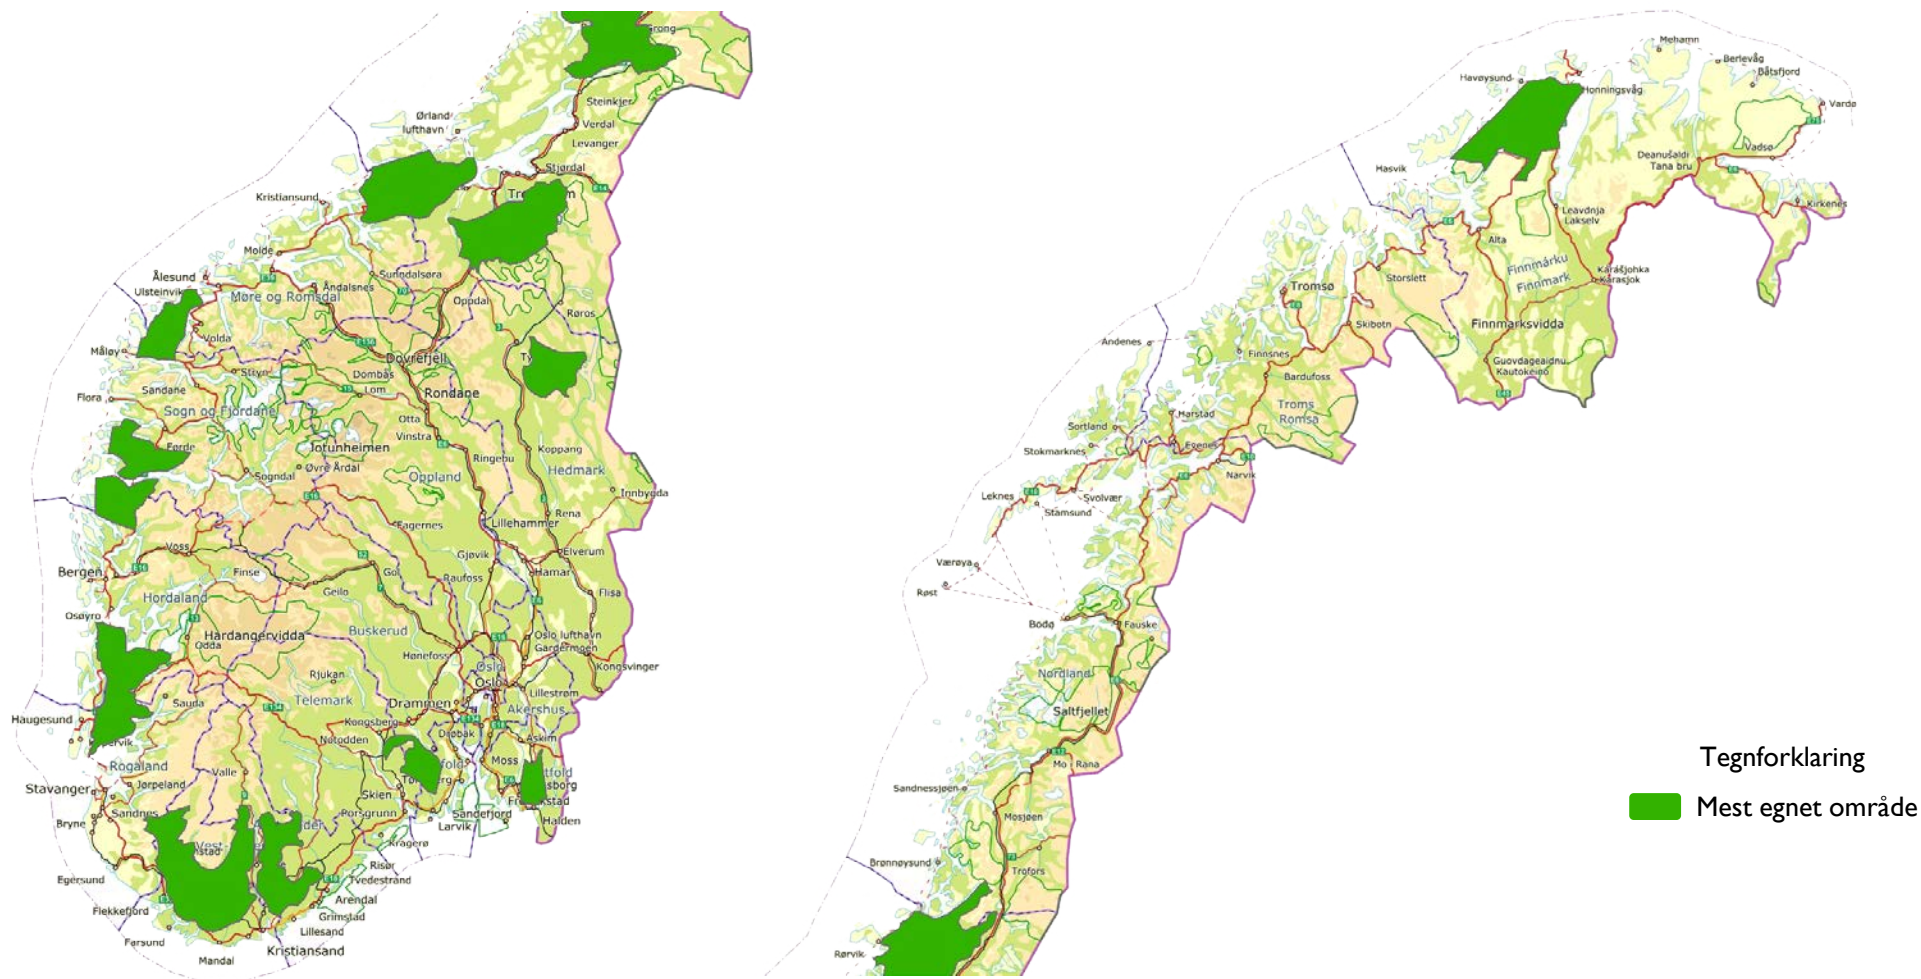 Grong
Steinkjer
Verdal
Levanger
Stjørdal
Ørland
lufthavn
Kristiansund
Molde
Ålesund
Ulsteinvik
Møre og Romsdal
Åndalsnes
Sunndalsøra
Oppdal
Røros
Volda
Måløy
Stryn
Dovrefjell
Dombås
Lom
Rondane
Sandane
Flora
Sogn og Fjordane
Otta
Vinstra
Førde
Jotunheimen
Ringebu
Koppang
Øvre Årdal
Sogndal
Oppland
Hedmark
Innbygda
Fagernes
Lillehammer
Rena
Voss
Gjøvik
Elverum
Bergen
Finse
Gol
Raufoss
Hamar
Geilo
Flisa
Hordaland
Osøyro
Buskerud
Hardangervidda
Odda
Oslo lufthavn
Gardermoen
Hønefoss
Kongsvinger
Oslo
Rjukan
Oslo
Lillestrøm
Telemark
Drammen
Akershus
Sauda
Haugesund
Kongsberg
Drøbak
Askim
Notodden
Moss
Rogaland
Valle
Jørpeland
Stavanger
Skien
Sandnes
Porsgrunn
Sandefjord
Bryne
Larvik
Halden
Kragerø
Risør
Egersund
Tvedestrand
Arendal
Flekkefjord
Grimstad
Lillesand
Farsund
Kristiansand
Mandal
Mehamn
Berlevåg
Båtsfjord
Havøysund
Honningsvåg
Vardø
Vadsø
Deanušaldi
Tana bru
Hasvik
Kirkenes
Leavdnja
Lakselv
Alta
Finnmárku
Finnmark
Kárášjohka
Karasjok
Storslett
Tromsø
Skibotn
Finnmarksvidda
Andenes
Finnsnes
Guovdageaidnu
Kautokeino
Bardufoss
Troms
Romsa
Harstad
Sortland
Evenes
Stokmarknes
Narvik
Leknes
Svolvær
Stamsund
Værøya
Røst
Bodø
Fauske
Nordland
Saltfjellet
Mo i Rana
Sandnessjøen
Mosjøen
Brønnøysund
Trofors
Rørvik
Tegnforklaring
Mest egnet område